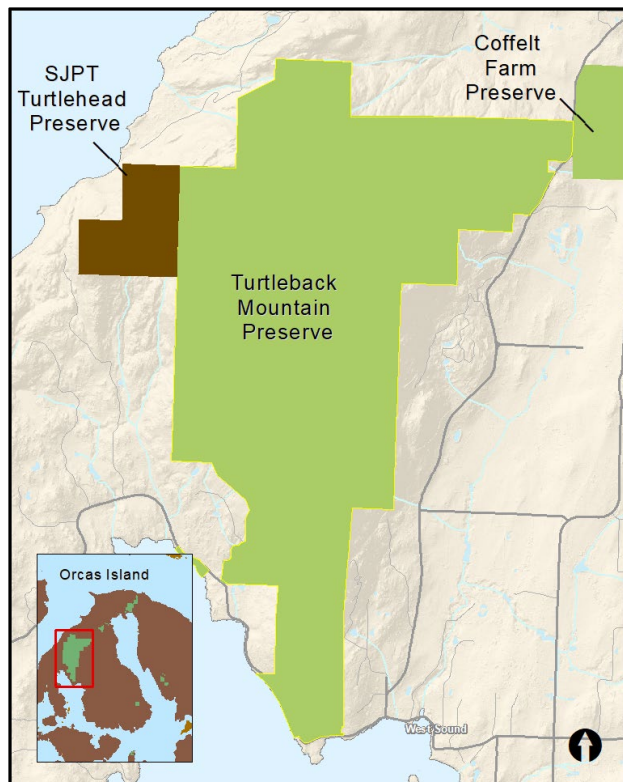 SJPT
Turtlehead
Preserve
Coffelt
Farm
Preserve
Turtleback
Mountain
Preserve
Orcas Island
West Sound